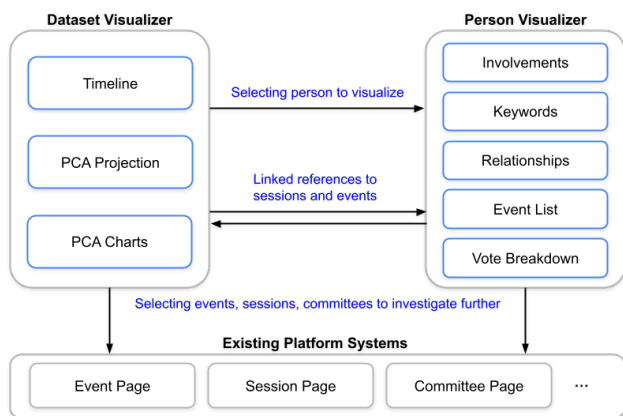 Dataset Visualizer
Person Visualizer
Timeline
PCA Projection
PCA Charts
Selecting person to visualize
Linked references to
sessions and events
Involvements
Keywords
Relationships
Event List
Vote Breakdown
Selecting events, sessions, committees to investigate further
Existing Platform Systems
Event Page
Session Page
Committee Page
...